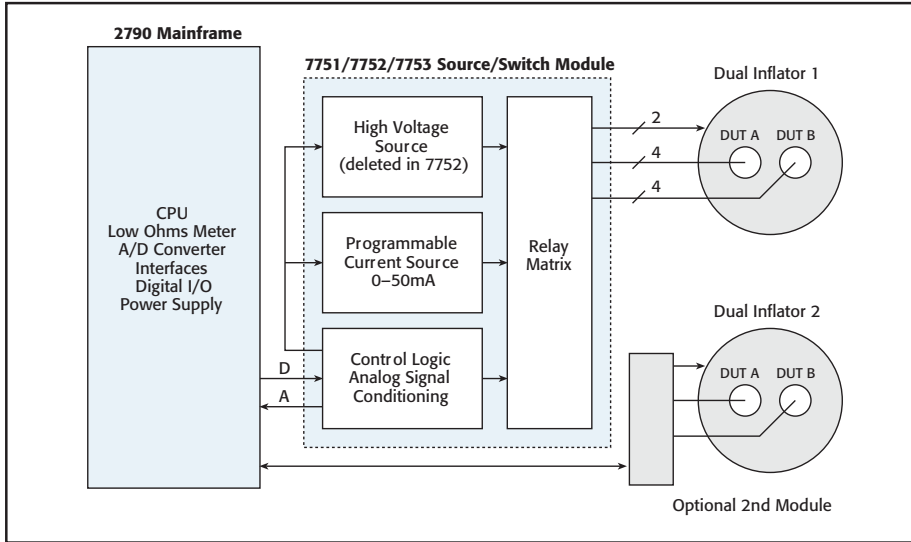 2790 Mainframe
CPU
Low Ohms Meter
A/D Converter
Interfaces
Digital I/O
Power Supply
7751/7752/7753 Source/Switch Module
High Voltage
Source
(deleted in 7752)
Programmable
Current Source
0–50mA
Control Logic
Analog Signal
Conditioning
Relay
Matrix
D
A
2
4
4
Dual Inflator 1
DUT A
DUT B
Dual Inflator 2
DUT A
DUT B
Optional 2nd Module